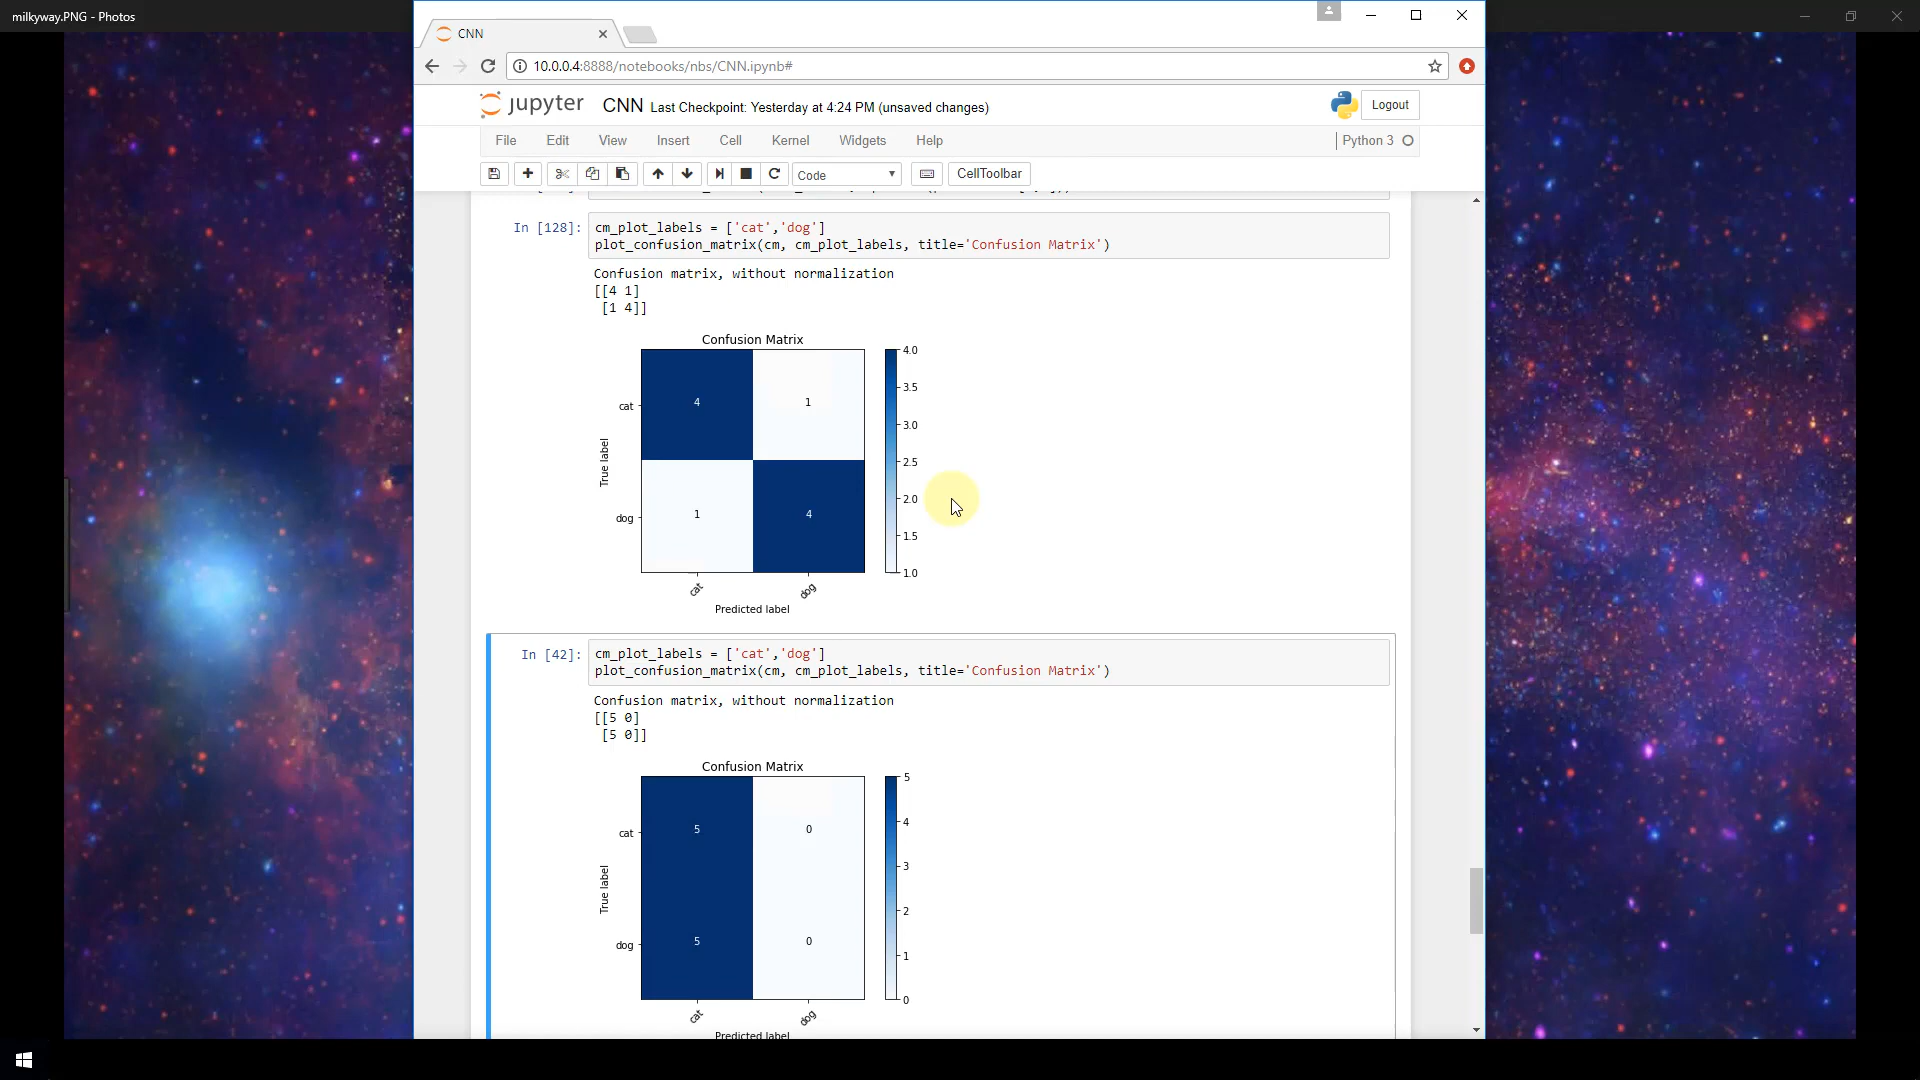 milkyway.PNG - Photos
CNN
10.0.0.4:8888/notebooks/nbs/CNN.ipynb#
jupyter CNN Last Checkpoint: Yesterday at 4:24 PM (unsaved changes)
Logout
File Edit View Insert Cell Kernel Widgets Help
Python 3
Code
CellToolbar
In [128]: cm_plot_labels = ['cat','dog']
plot_confusion_matrix(cm, cm_plot_labels, title='Confusion Matrix')
Confusion matrix, without normalization
[[4 1]
[1 4]]
Confusion Matrix
True label
cat
dog
4 1
1 4
cat dog
Predicted label
4.0
3.5
3.0
2.5
2.0
1.5
1.0
In [42]: cm_plot_labels = ['cat','dog']
plot_confusion_matrix(cm, cm_plot_labels, title='Confusion Matrix')
Confusion matrix, without normalization
[[5 0]
[5 0]]
Confusion Matrix
True label
cat
dog
5 0
5 0
cat dog
Predicted label
5
4
3
2
1
0